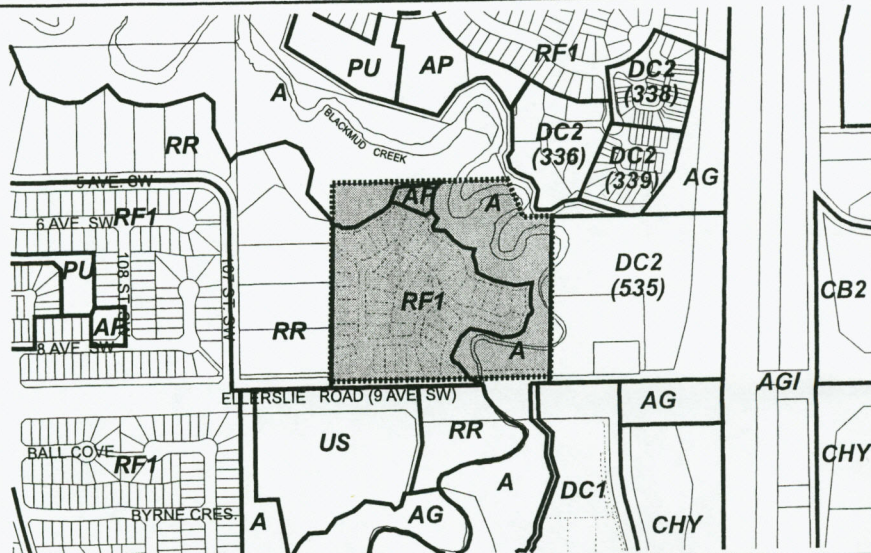 RF1
DC2
(338)
PU
AP
A
BLACKMUD CREEK
DC2
(336)
DC2
(339)
RR
AG
5 AVE. SW
AP
A
6 AVE. SW
RF1
PU
108 ST. SW
107 ST. SW
DC2
(535)
CB2
RF1
RR
AP
8 AVE. SW
A
AGI
ELLERSLIE ROAD (9 AVE. SW)
AG
US
RR
BALL COVE
RF1
CHY
A
DC1
BYRNE CRES.
A
AG
CHY